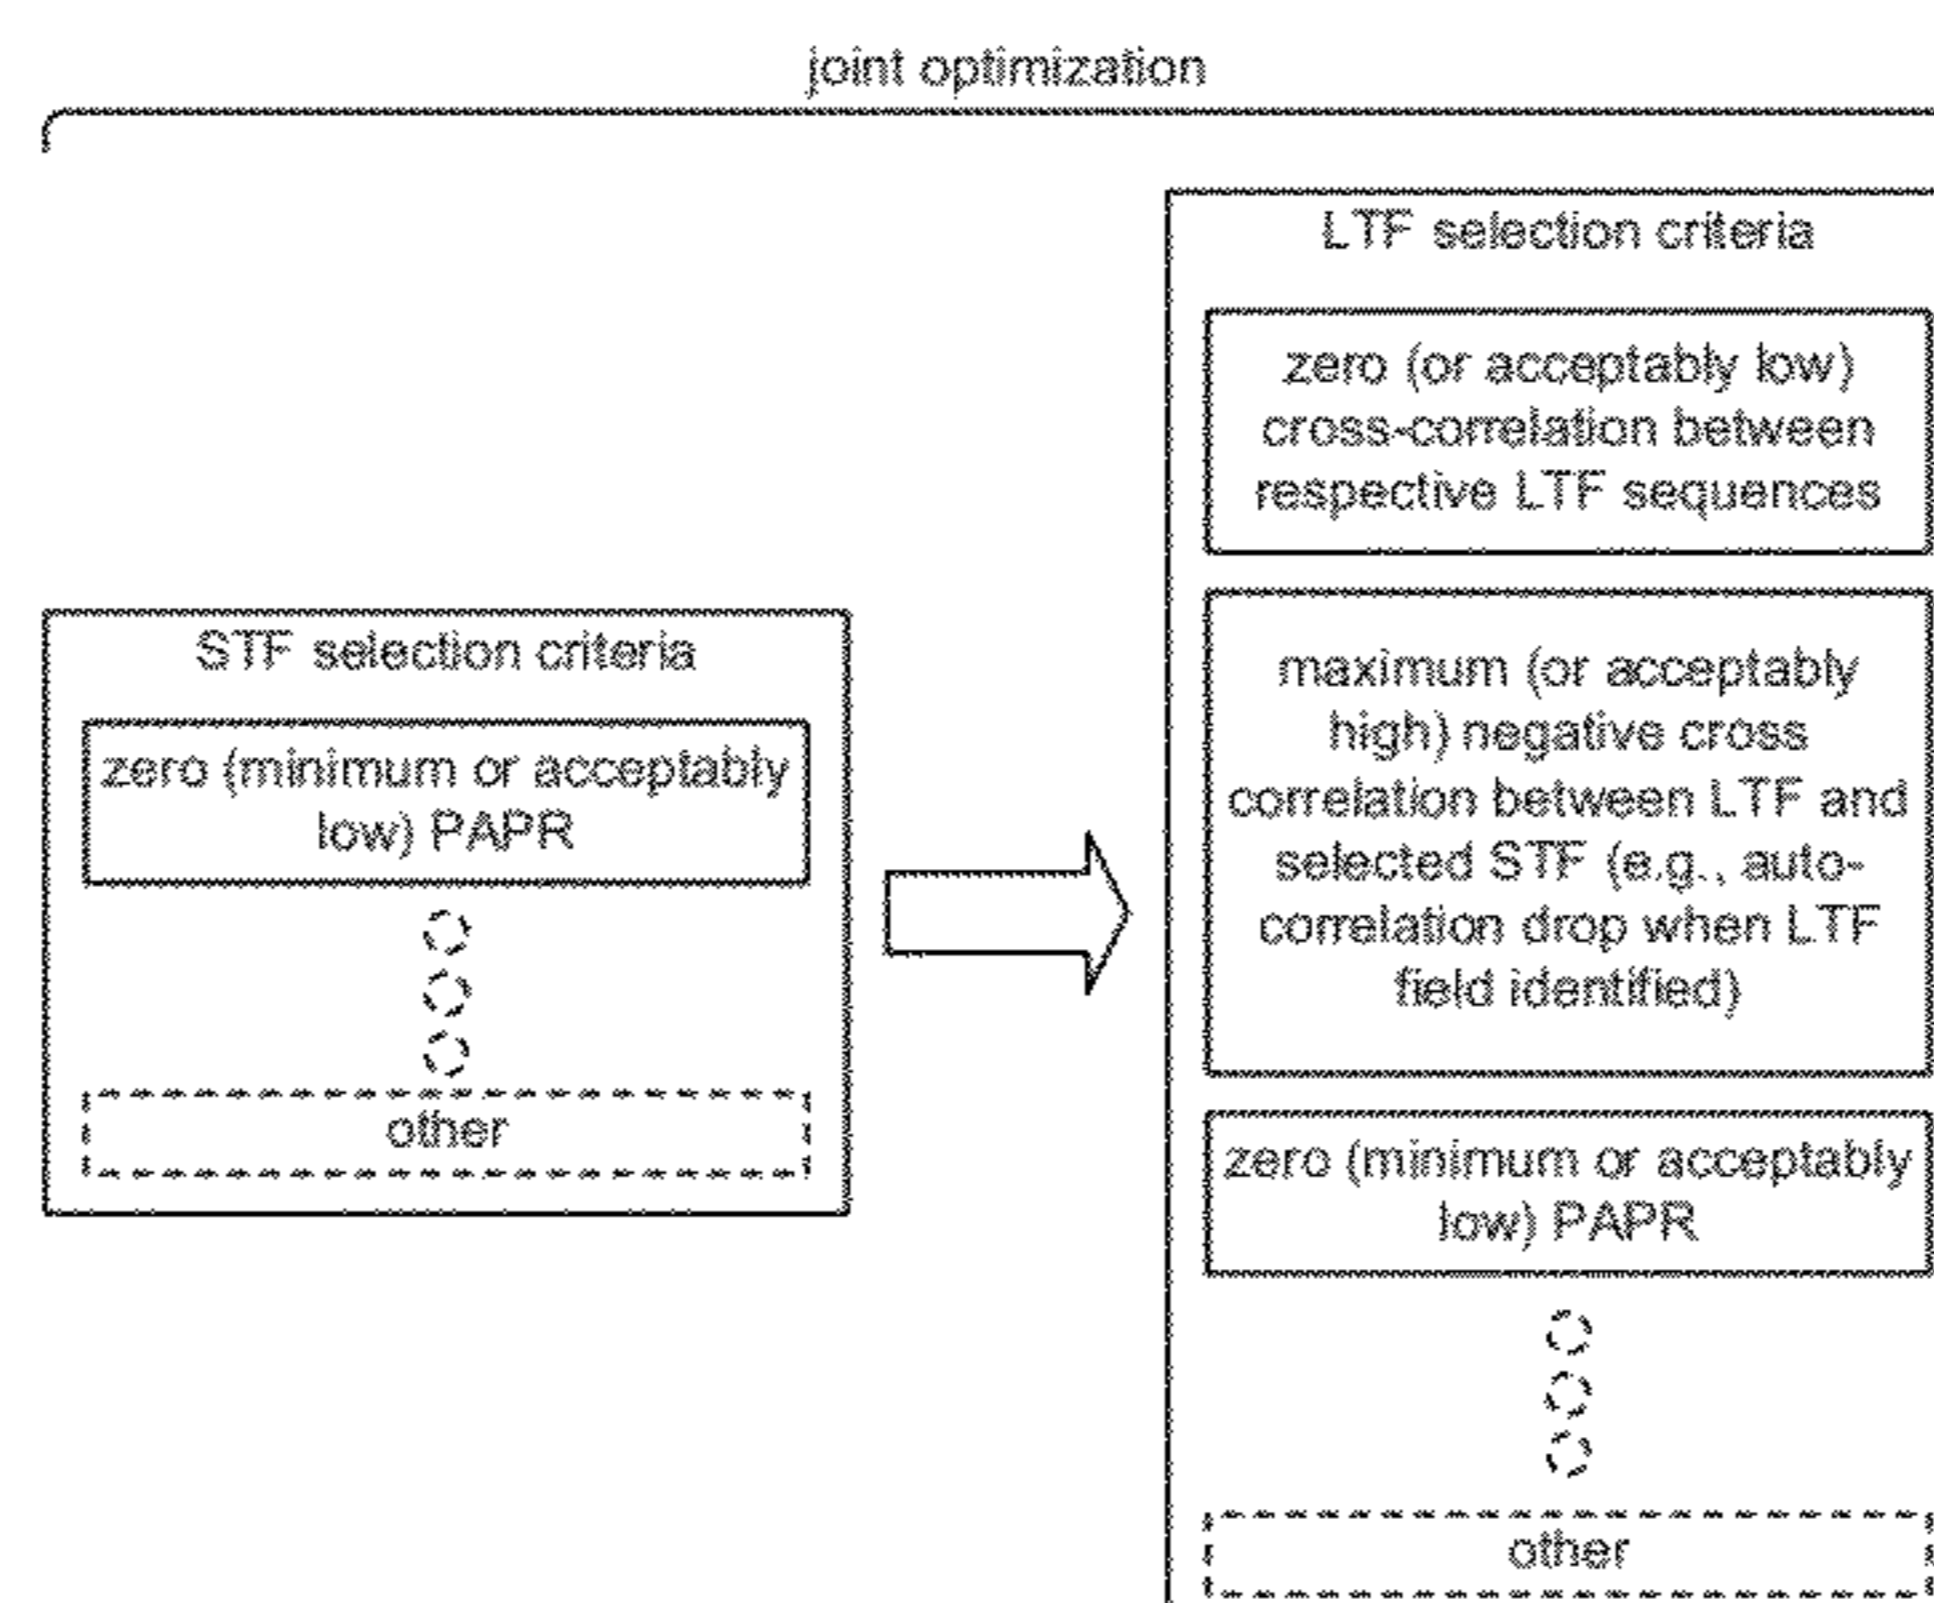 joint optimization
STF selection criteria
zero (minimum or acceptably
low) PAPR
other
LTF selection criteria
zero (or acceptably low)
cross-correlation between
respective LTF sequences
maximum (or acceptably
high) negative cross
correlation between LTF and
selected STF (e.g., auto-
correlation drop when LTF
field identified)
zero (minimum or acceptably
low) PAPR
other